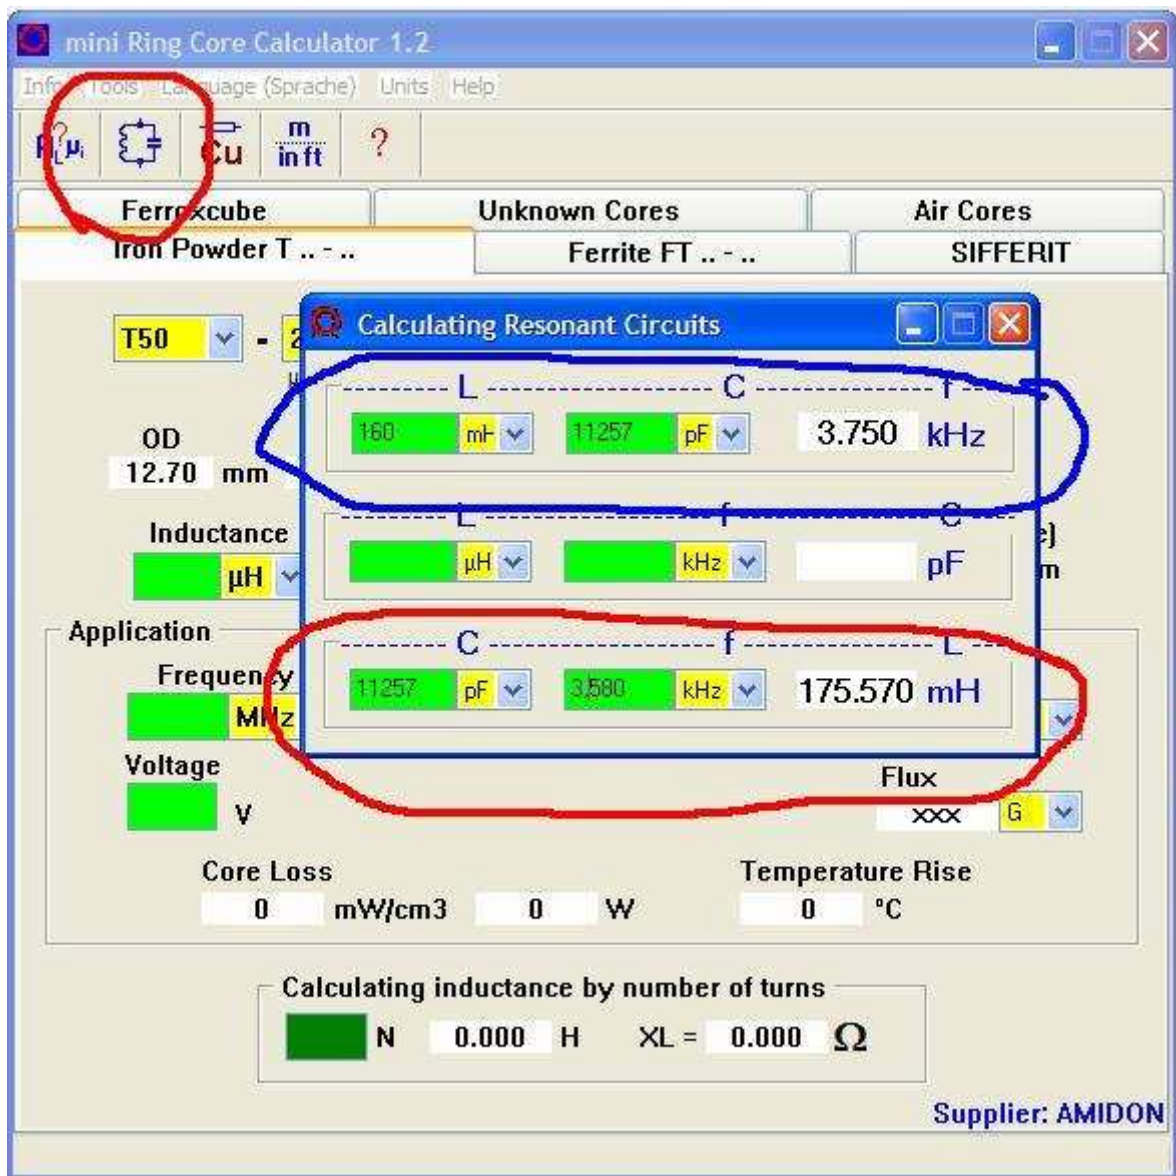 mini Ring Core Calculator 1.2
Info Tools Language (Sprache) Units Help
Cu m in ft ?
Ferroxcube Unknown Cores Air Cores
Iron Powder T .. - .. Ferrite FT .. - .. SIFFERIT
T50 - 2
Calculating Resonant Circuits
L C f
160 mH 11257 pF 3.750 kHz
OD
12.70 mm
L f C
Inductance
µH µH kHz pF
Application
C f L
Frequency
MHz
11257 pF 3,580 kHz 175.570 mH
Voltage
V
Flux
xxx G
Core Loss Temperature Rise
0 mW/cm3 0 W 0 °C
Calculating inductance by number of turns
N 0.000 H XL = 0.000 Ω
Supplier: AMIDON